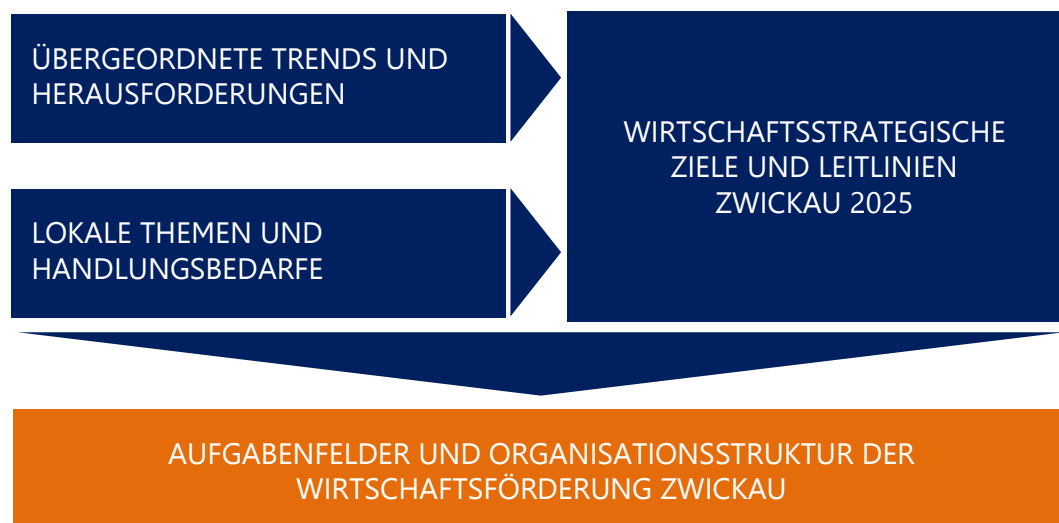 ÜBERGEORDNETE TRENDS UND
HERAUSFORDERUNGEN
LOKALE THEMEN UND
HANDLUNGSBEDARFE
WIRTSCHAFTSSTRATEGISCHE
ZIELE UND LEITLINIEN
ZWICKAU 2025
AUFGABENFELDER UND ORGANISATIONSSTRUKTUR DER
WIRTSCHAFTSFÖRDERUNG ZWICKAU